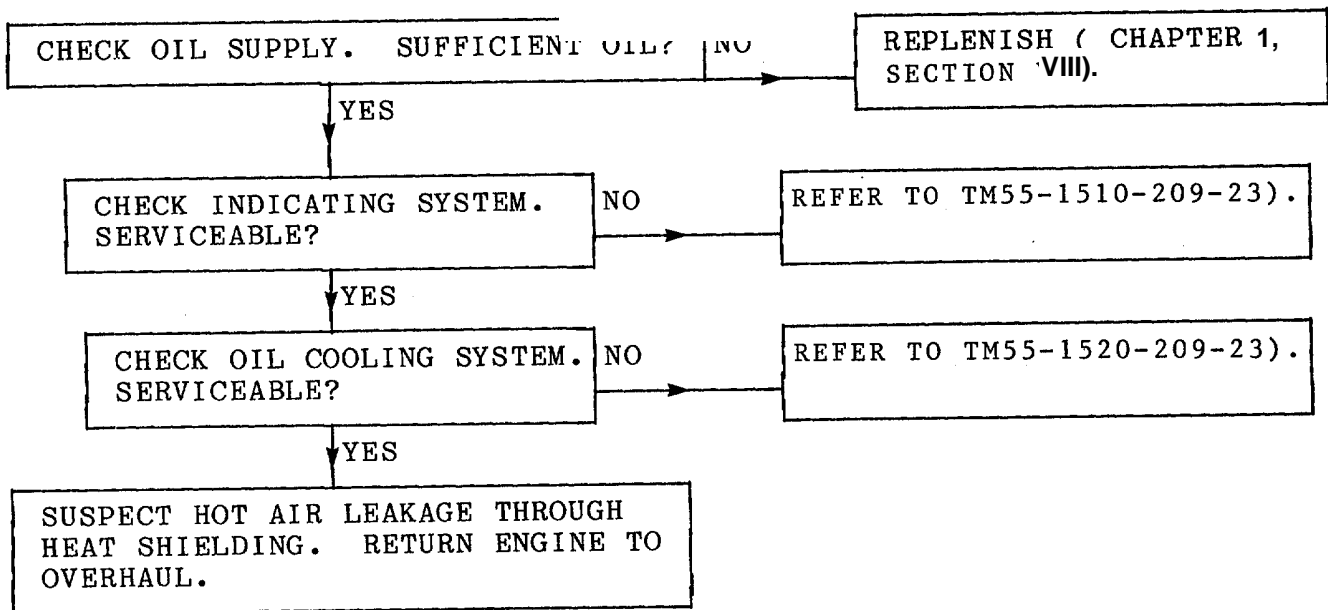 CHECK OIL SUPPLY. SUFFICIENT OIL? NO
REPLENISH ( CHAPTER 1,
SECTION VIII).
YES
CHECK INDICATING SYSTEM.
SERVICEABLE?
NO
REFER TO TM55-1510-209-23).
YES
CHECK OIL COOLING SYSTEM.
SERVICEABLE?
NO
REFER TO TM55-1520-209-23).
YES
SUSPECT HOT AIR LEAKAGE THROUGH
HEAT SHIELDING. RETURN ENGINE TO
OVERHAUL.